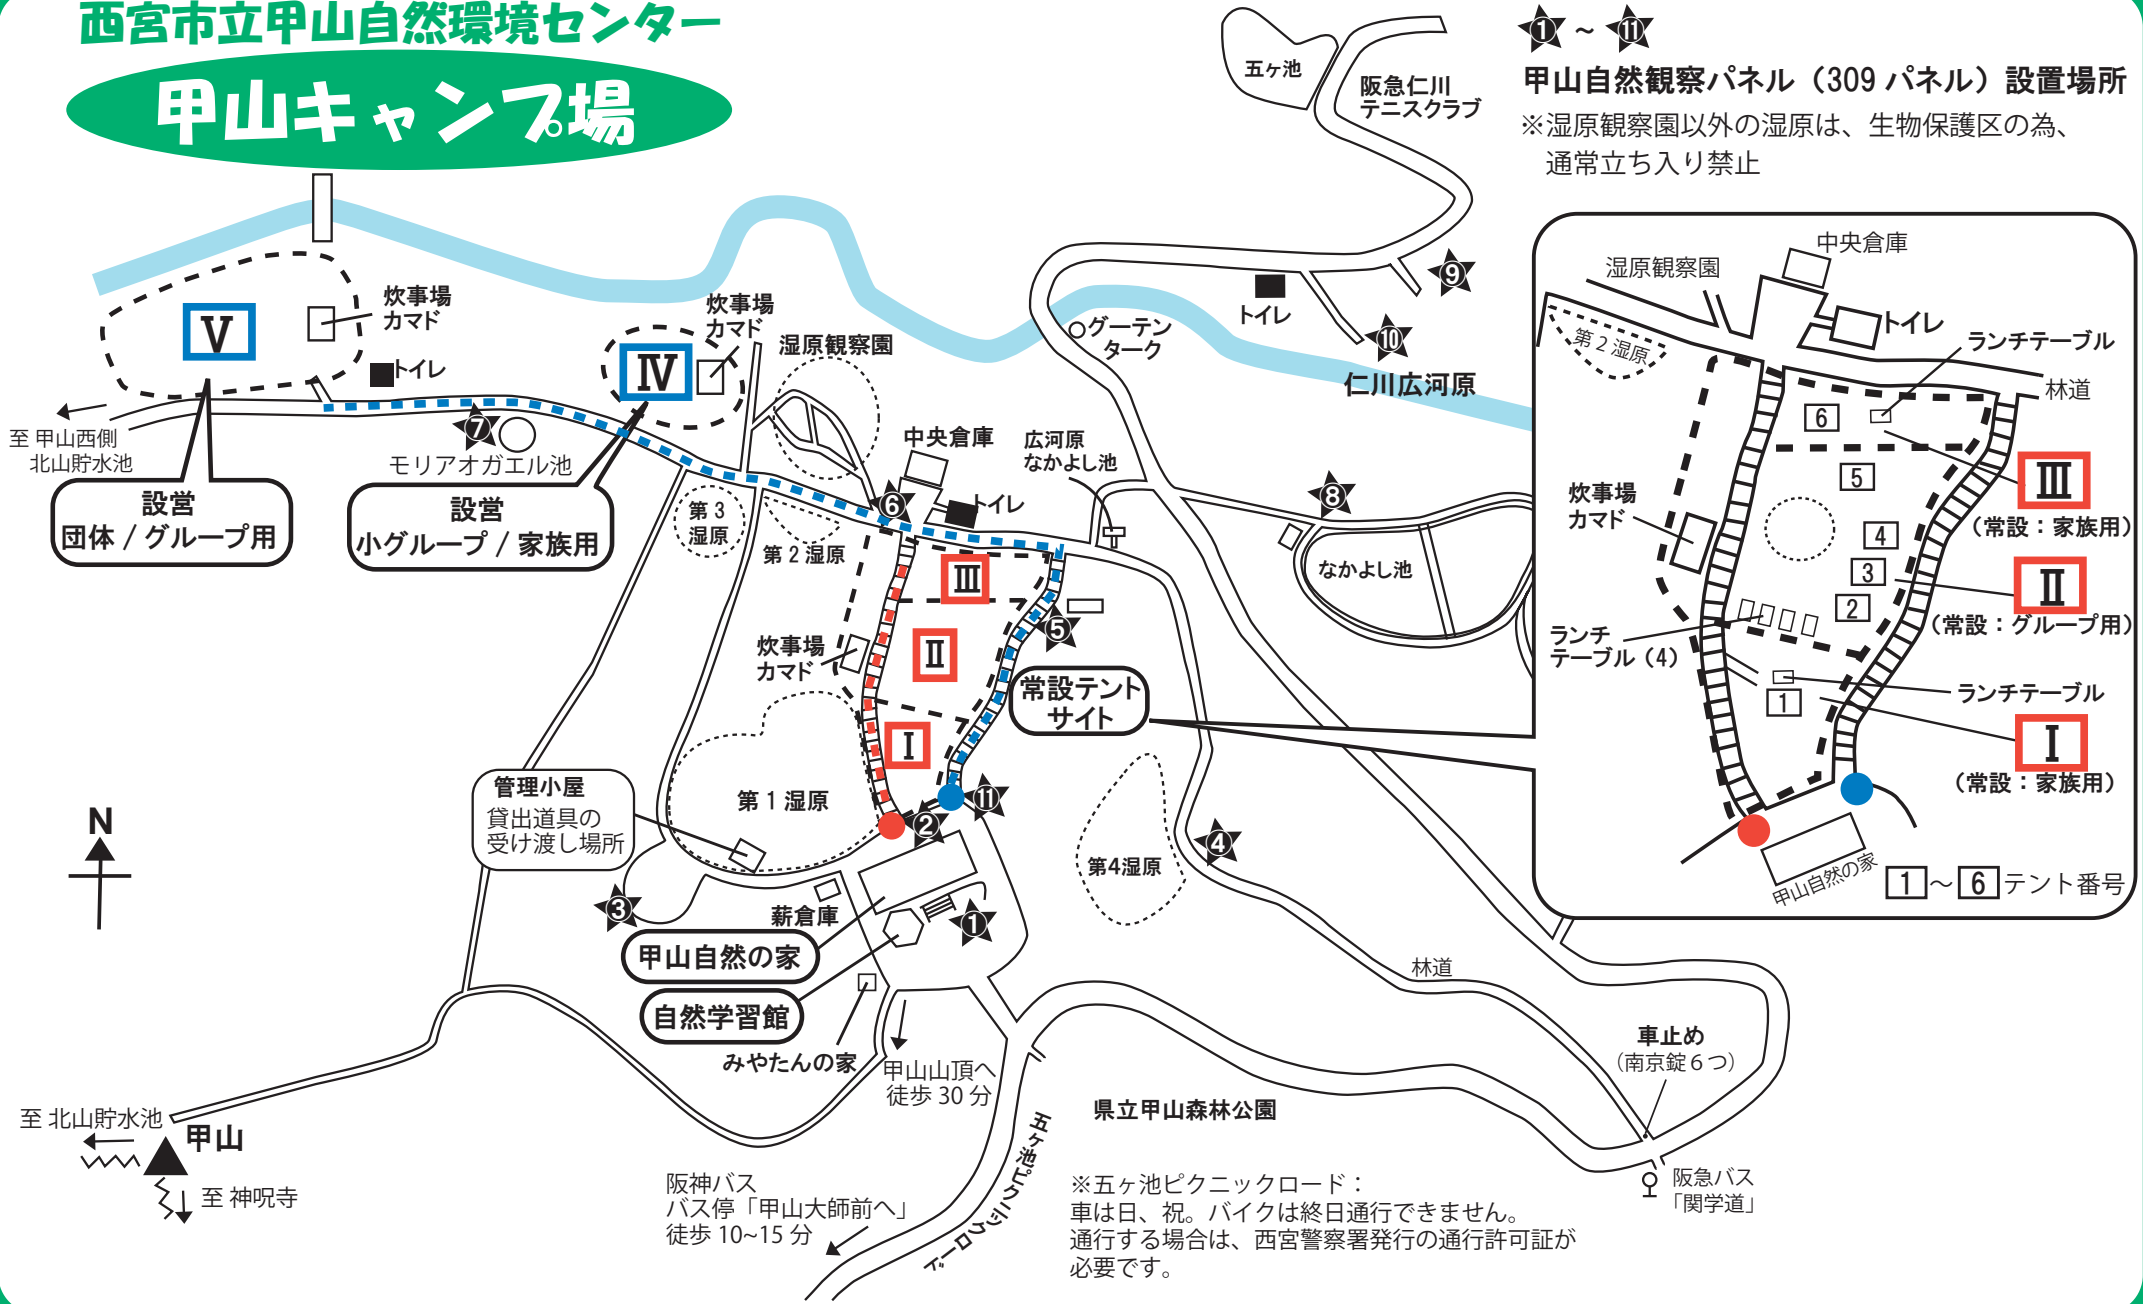 西宮市立甲山自然環境センター
甲山キャンプ場
1 ~ 11
甲山自然観察パネル（309 パネル）設置場所
※湿原観察園以外の湿原は、生物保護区の為、
通常立ち入り禁止
五ヶ池
阪急仁川
テニスクラブ
9
トイレ
10
グーテン
ターク
仁川広河原
V
炊事場
カマド
トイレ
IV
炊事場
カマド
湿原観察園
至 甲山西側
北山貯水池
7
モリアオガエル池
設営
団体 / グループ用
設営
小グループ / 家族用
中央倉庫
広河原
なかよし池
6
トイレ
第 3
湿原
第 2 湿原
8
なかよし池
III
5
II
炊事場
カマド
常設テント
サイト
I
第 1 湿原
管理小屋
貸出道具の
受け渡し場所
11
2
4
第4湿原
N
3
薪倉庫
1
甲山自然の家
自然学習館
みやたんの家
甲山山頂へ
徒歩 30 分
林道
車止め
（南京錠６つ）
県立甲山森林公園
五ヶ池ピクニックロード
至 北山貯水池
甲山
至 神呪寺
阪神バス
バス停「甲山大師前へ」
徒歩 10~15 分
※五ヶ池ピクニックロード：
車は日、祝。バイクは終日通行できません。
通行する場合は、西宮警察署発行の通行許可証が
必要です。
阪急バス
「関学道」
中央倉庫
湿原観察園
トイレ
第 2 湿原
ランチテーブル
林道
6
5
III
（常設：家族用）
炊事場
カマド
4
3
II
2
（常設：グループ用）
ランチ
テーブル（4）
ランチテーブル
1
I
（常設：家族用）
甲山自然の家
1～6 テント番号